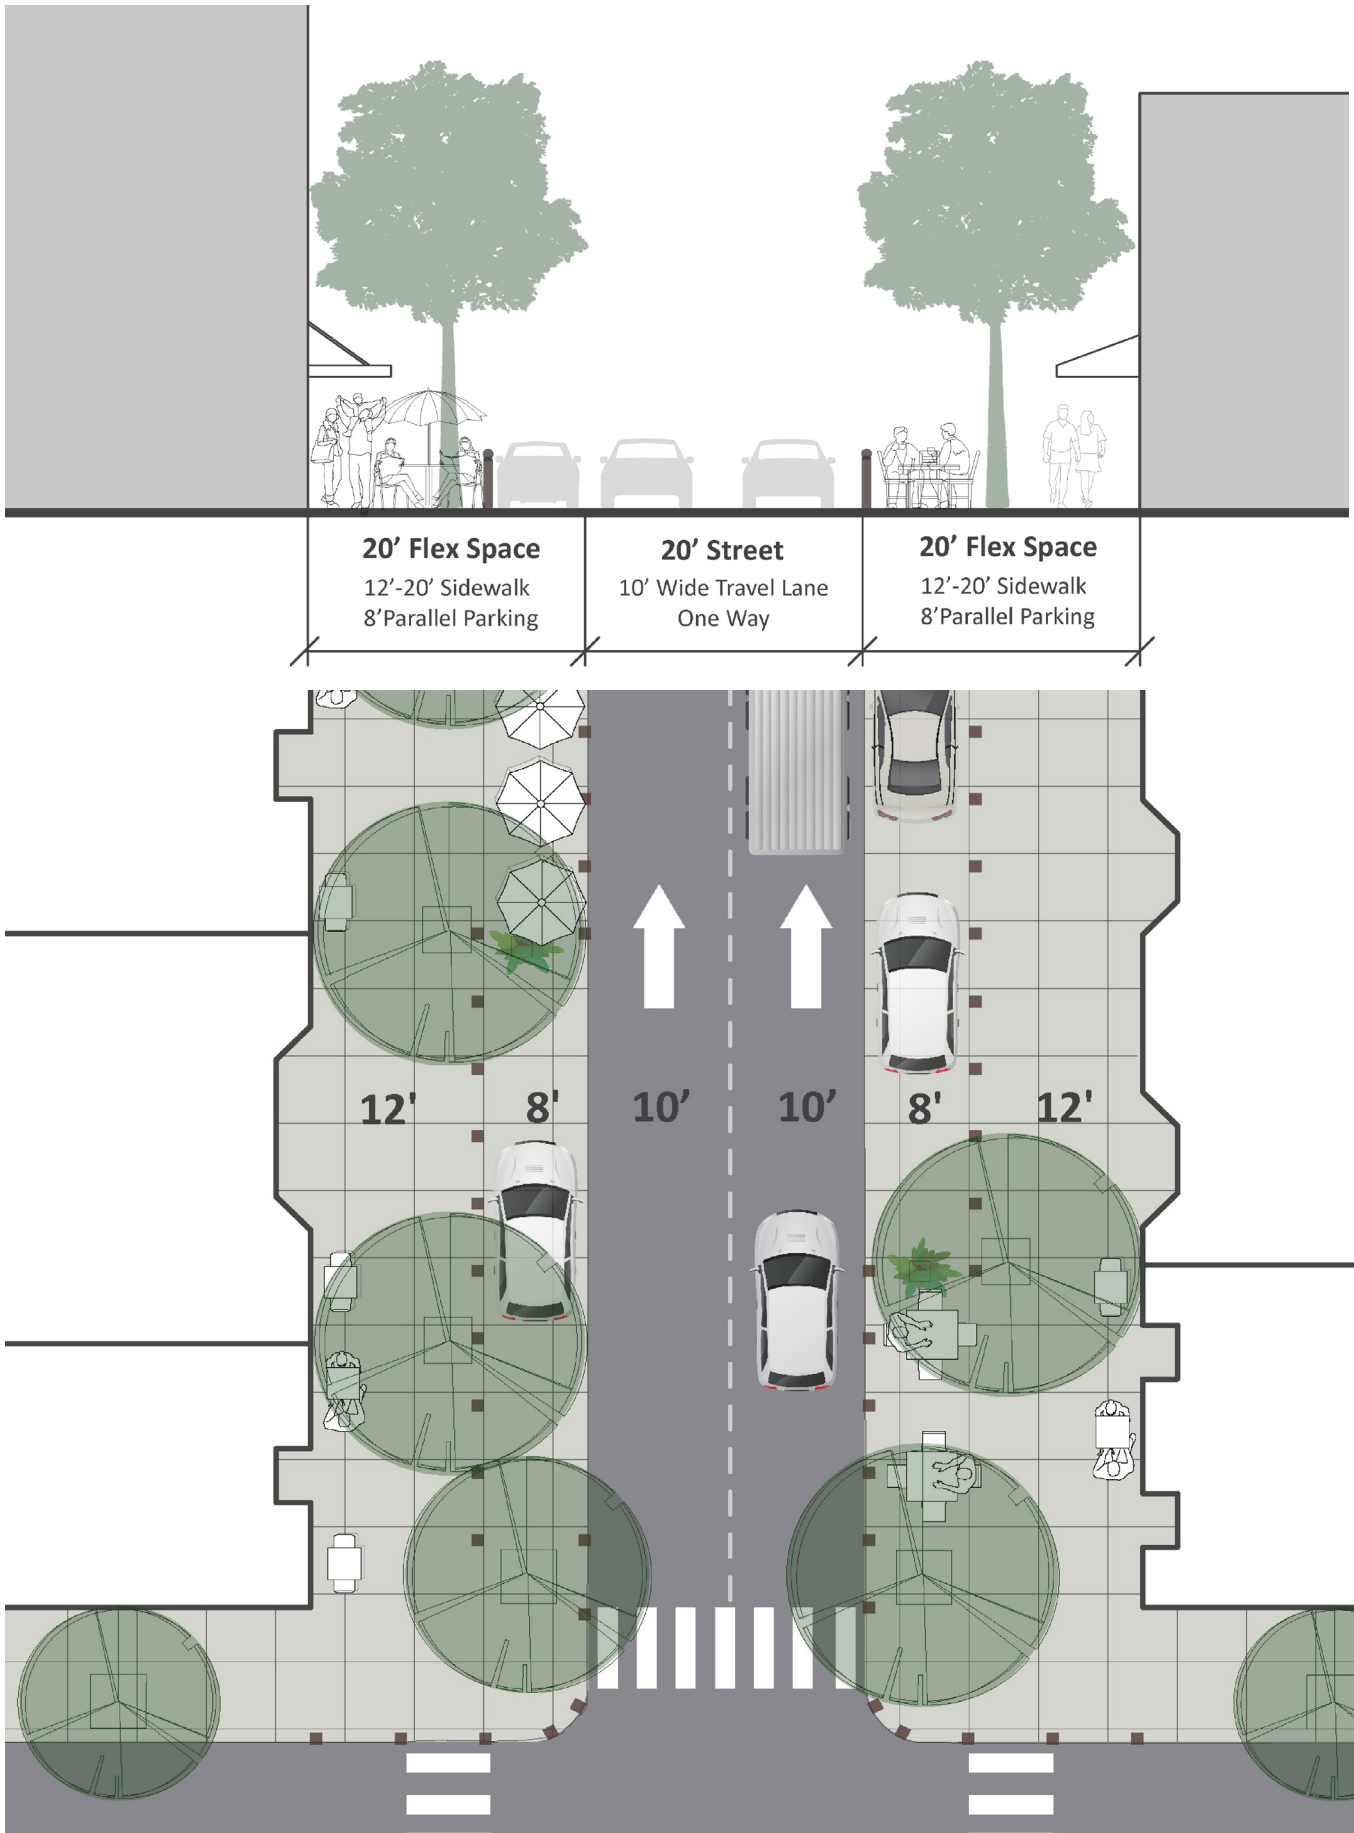 20’ Flex Space
12’-20’ Sidewalk
8’Parallel Parking
20’ Street
10’ Wide Travel Lane
One Way
20’ Flex Space
12’-20’ Sidewalk
8’Parallel Parking
12' 8' 10’ 10’ 8' 12'